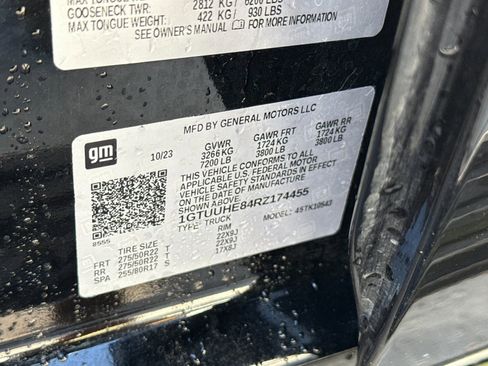 2812 KG / 6200 LBS
GOOSENECK TWR:
MAX TONGUE WEIGHT: 422 KG / 930 LBS
SEE OWNER'S MANUAL FOR MORE INFORMATION
MFD BY GENERAL MOTORS LLC
gm
10/23
GVWR GAWR FRT GAWR RR
3266KG 1724 KG 1724 KG
7200 LB 3800 LB 3800 LB
THIS VEHICLE CONFORMS TO ALL
APPLICABLE U.S. FEDERAL MOTOR
VEHICLE SAFETY STANDARDS IN
EFFECT ON THE DATE OF
MANUFACTURE SHOWN ABOVE.
1GTUUHE84RZ174455
TYPE: TRUCK MODEL: 4STK10543
8555
TIRE SIZE RIM
FRT 275/50R22 T 22X9J
RR 275/50R22 T 22X9J
SPA 255/80R17 S 17X8J